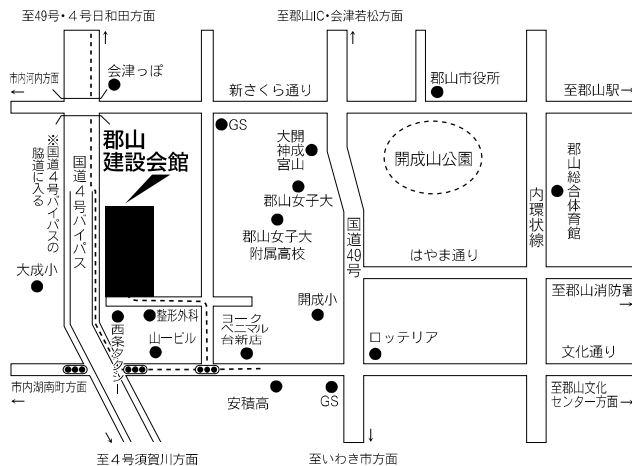 至49号・4号日和田方面
至郡山IC・会津若松方面
市内河内方面
会津っぽ
新さくら通り
郡山市役所
至郡山駅
GS
郡山
建設会館
※国道4号バイパスの
脇道に入る
国道4号バイパス
大神宮
開成山
開成山公園
郡山総合体育館
内環状線
郡山女子大
郡山女子大
附属高校
国道49号
はやま通り
大成小
至郡山消防署
開成小
整形外科
西条タクシー
山一ビル
ヨーク
ベニマル
台新店
ロッテリア
文化通り
市内湖南町方面
安積高
GS
至郡山文化
センター方面
至4号須賀川方面
至いわき市方面